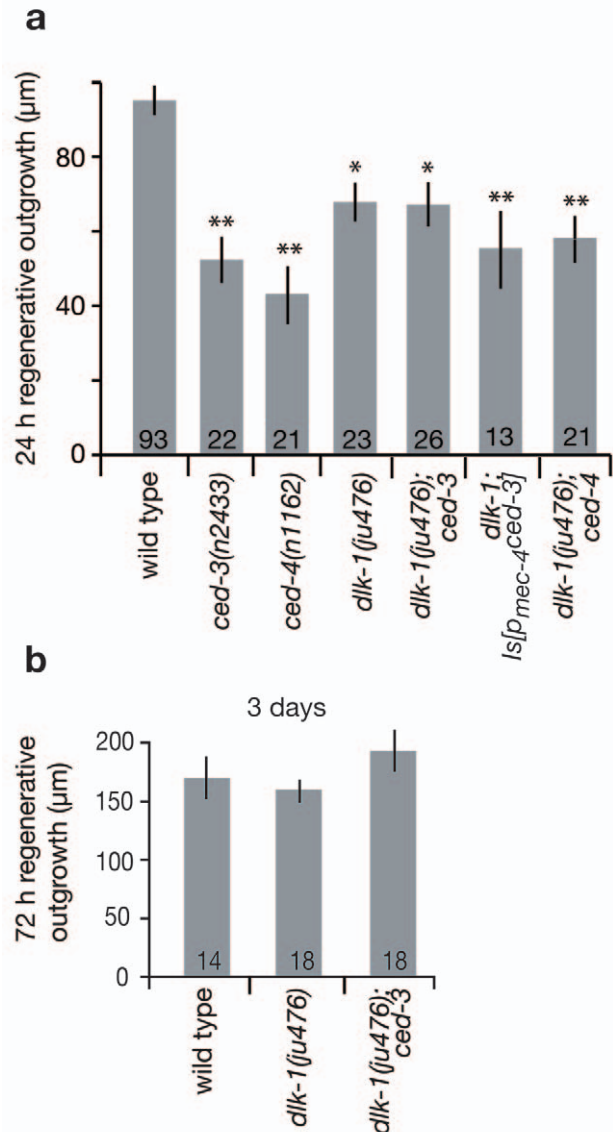 a
24 h regenerative outgrowth (µm)
80
40
0
** ** * * ** **
93 22 21 23 26 13 21
wild type
ced-3(n2433)
ced-4(n1162)
dlk-1(ju476)
dlk-1(ju476);
ced-3
dlk-1;
Is[pmec-4ced-3]
dlk-1(ju476);
ced-4
b
3 days
72 h regenerative
outgrowth (µm)
200
150
100
50
0
14 18 18
wild type
dlk-1(ju476)
dlk-1(ju476);
ced-3